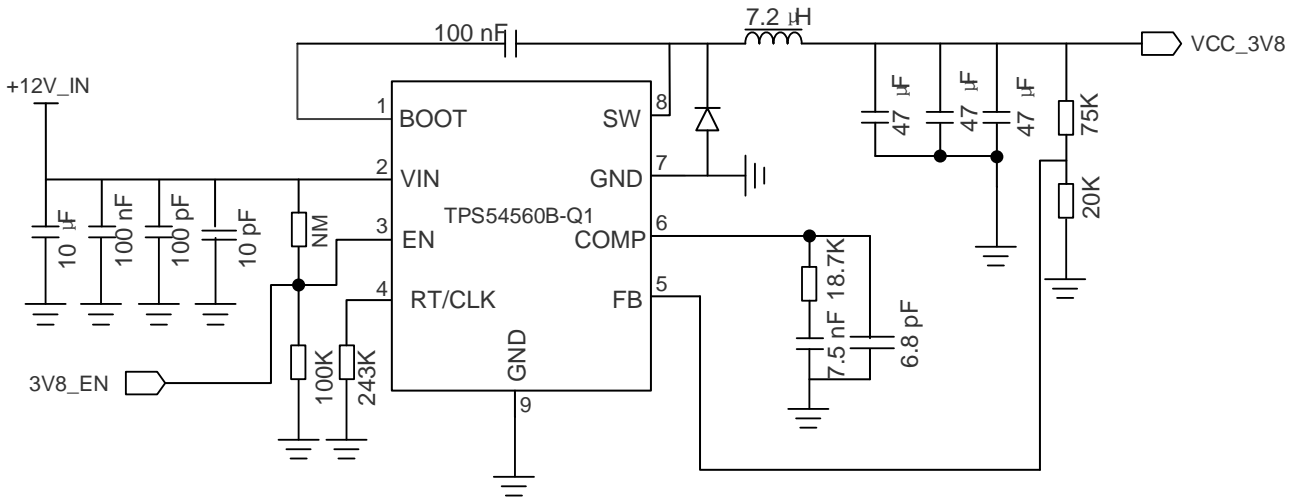 7.2 μH
100 nF
VCC_3V8
+12V_IN
47 μF
47 μF
47 μF
75K
1
BOOT
SW
8
2
VIN
GND
7
TPS54560B-Q1
20K
10 μF
100 nF
100 pF
10 pF
NM
3
EN
COMP
6
4
RT/CLK
FB
5
18.7K
7.5 nF
6.8 pF
3V8_EN
100K
243K
GND
9